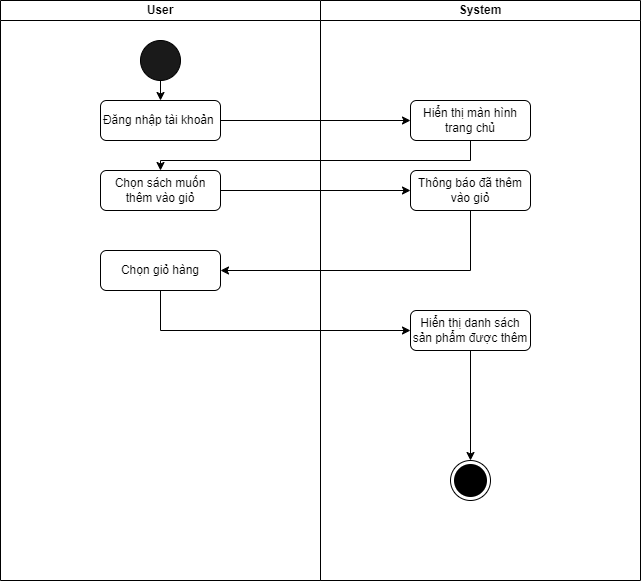 User
System
Đăng nhập tài khoản
Hiển thị màn hình
trang chủ
Chọn sách muốn
thêm vào giỏ
Thông báo đã thêm
vào giỏ
Chọn giỏ hàng
Hiển thị danh sách
sản phẩm được thêm